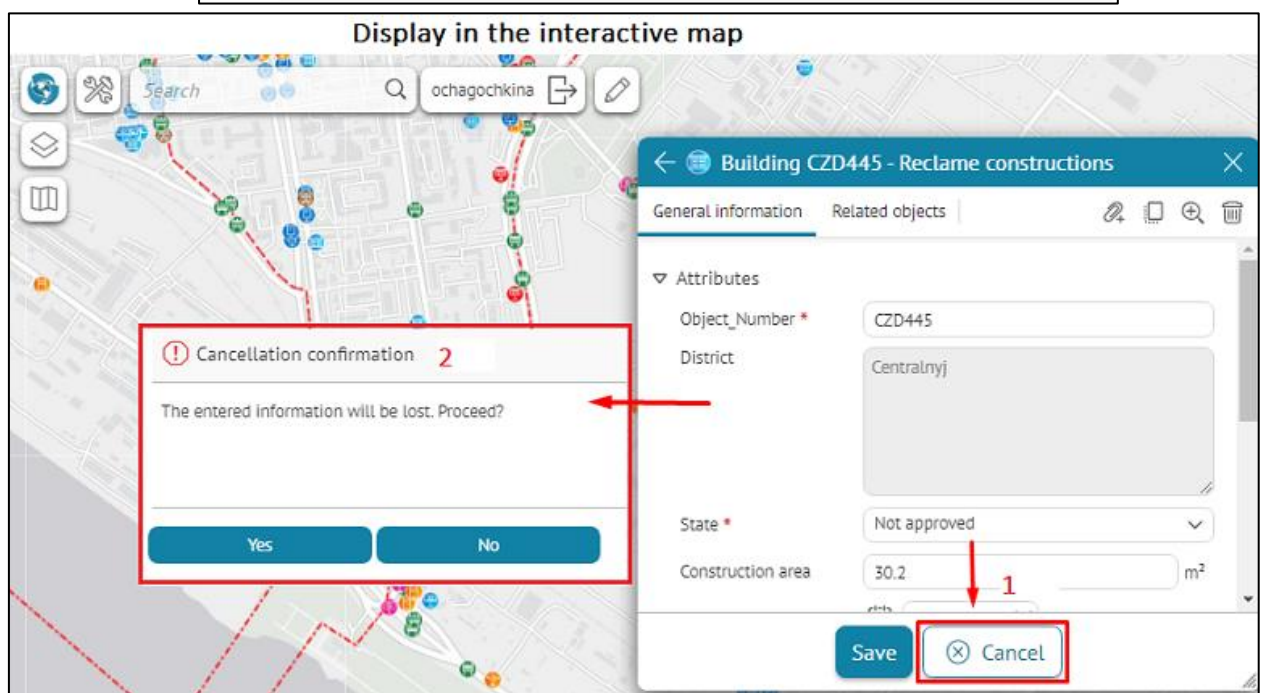 Display in the interactive map
Search
ochagochkina
Building CZD445 - Reclame constructions
General information Related objects
Attributes
Object_Number *
CZD445
District
Centralnyj
Cancellation confirmation 2
The entered information will be lost. Proceed?
Yes No
State *
Not approved
Construction area
30.2 m²
1
Save Cancel